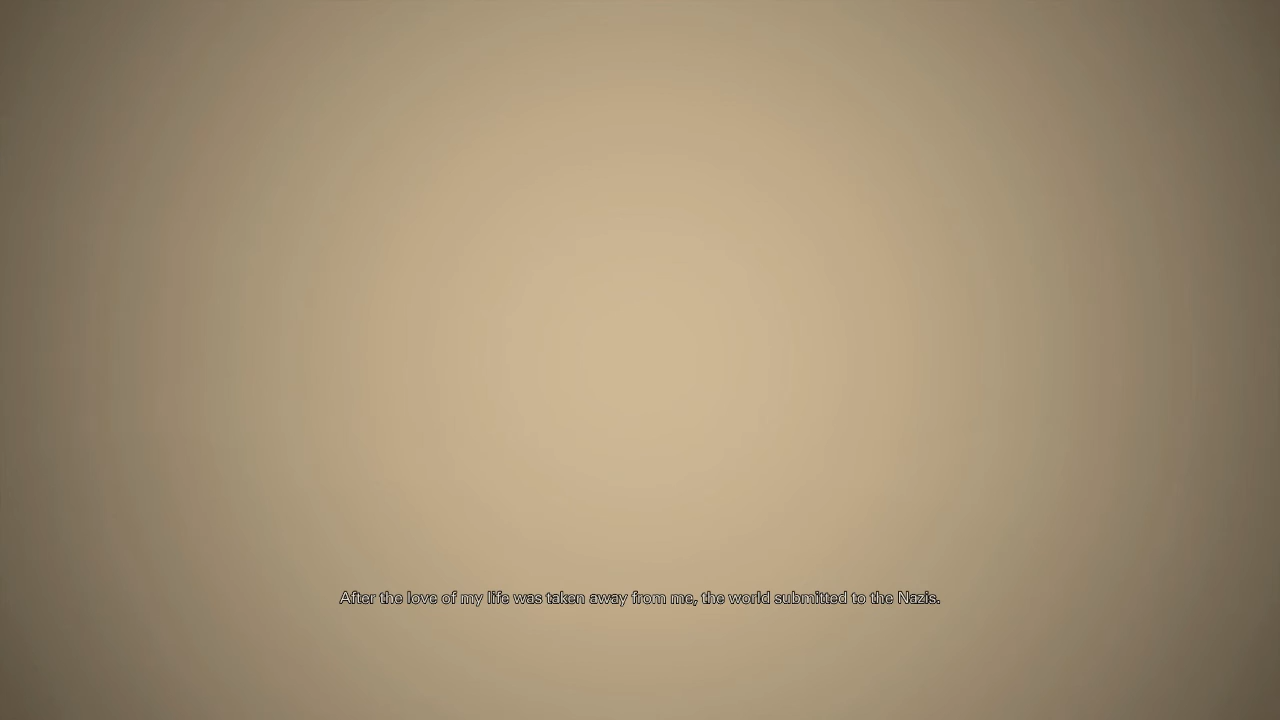 After the love of my life was taken away from me, the world submitted to the Nazis.